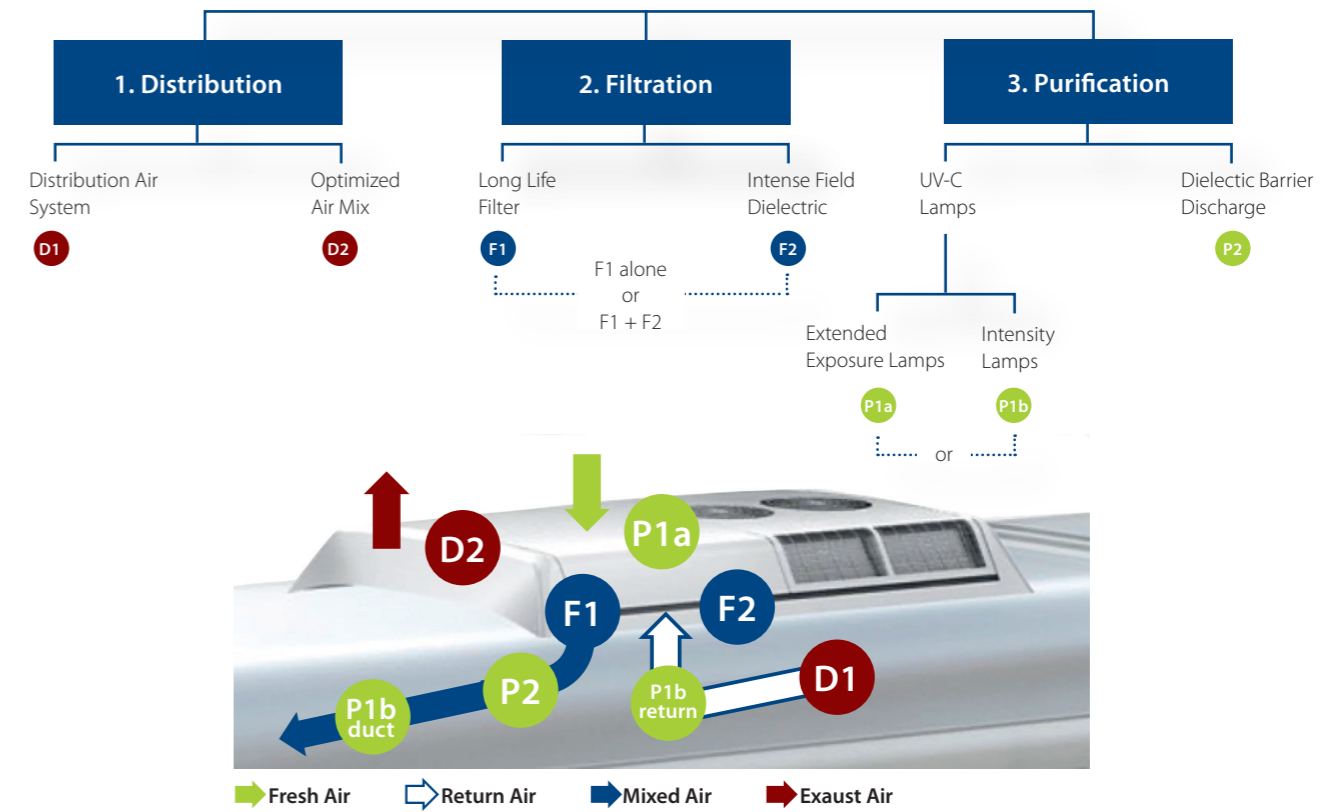 1. Distribution
2. Filtration
3. Purification
Distribution Air
System
D1
Optimized
Air Mix
D2
Long Life
Filter
F1
Intense Field
Dielectric
F2
F1 alone
or
F1 + F2
UV-C
Lamps
Dielectic Barrier
Discharge
P2
Extended
Exposure Lamps
P1a
Intensity
Lamps
P1b
or
D2
P1a
F1
F2
P2
P1b
duct
P1b
return
D1
Fresh Air
Return Air
Mixed Air
Exaust Air